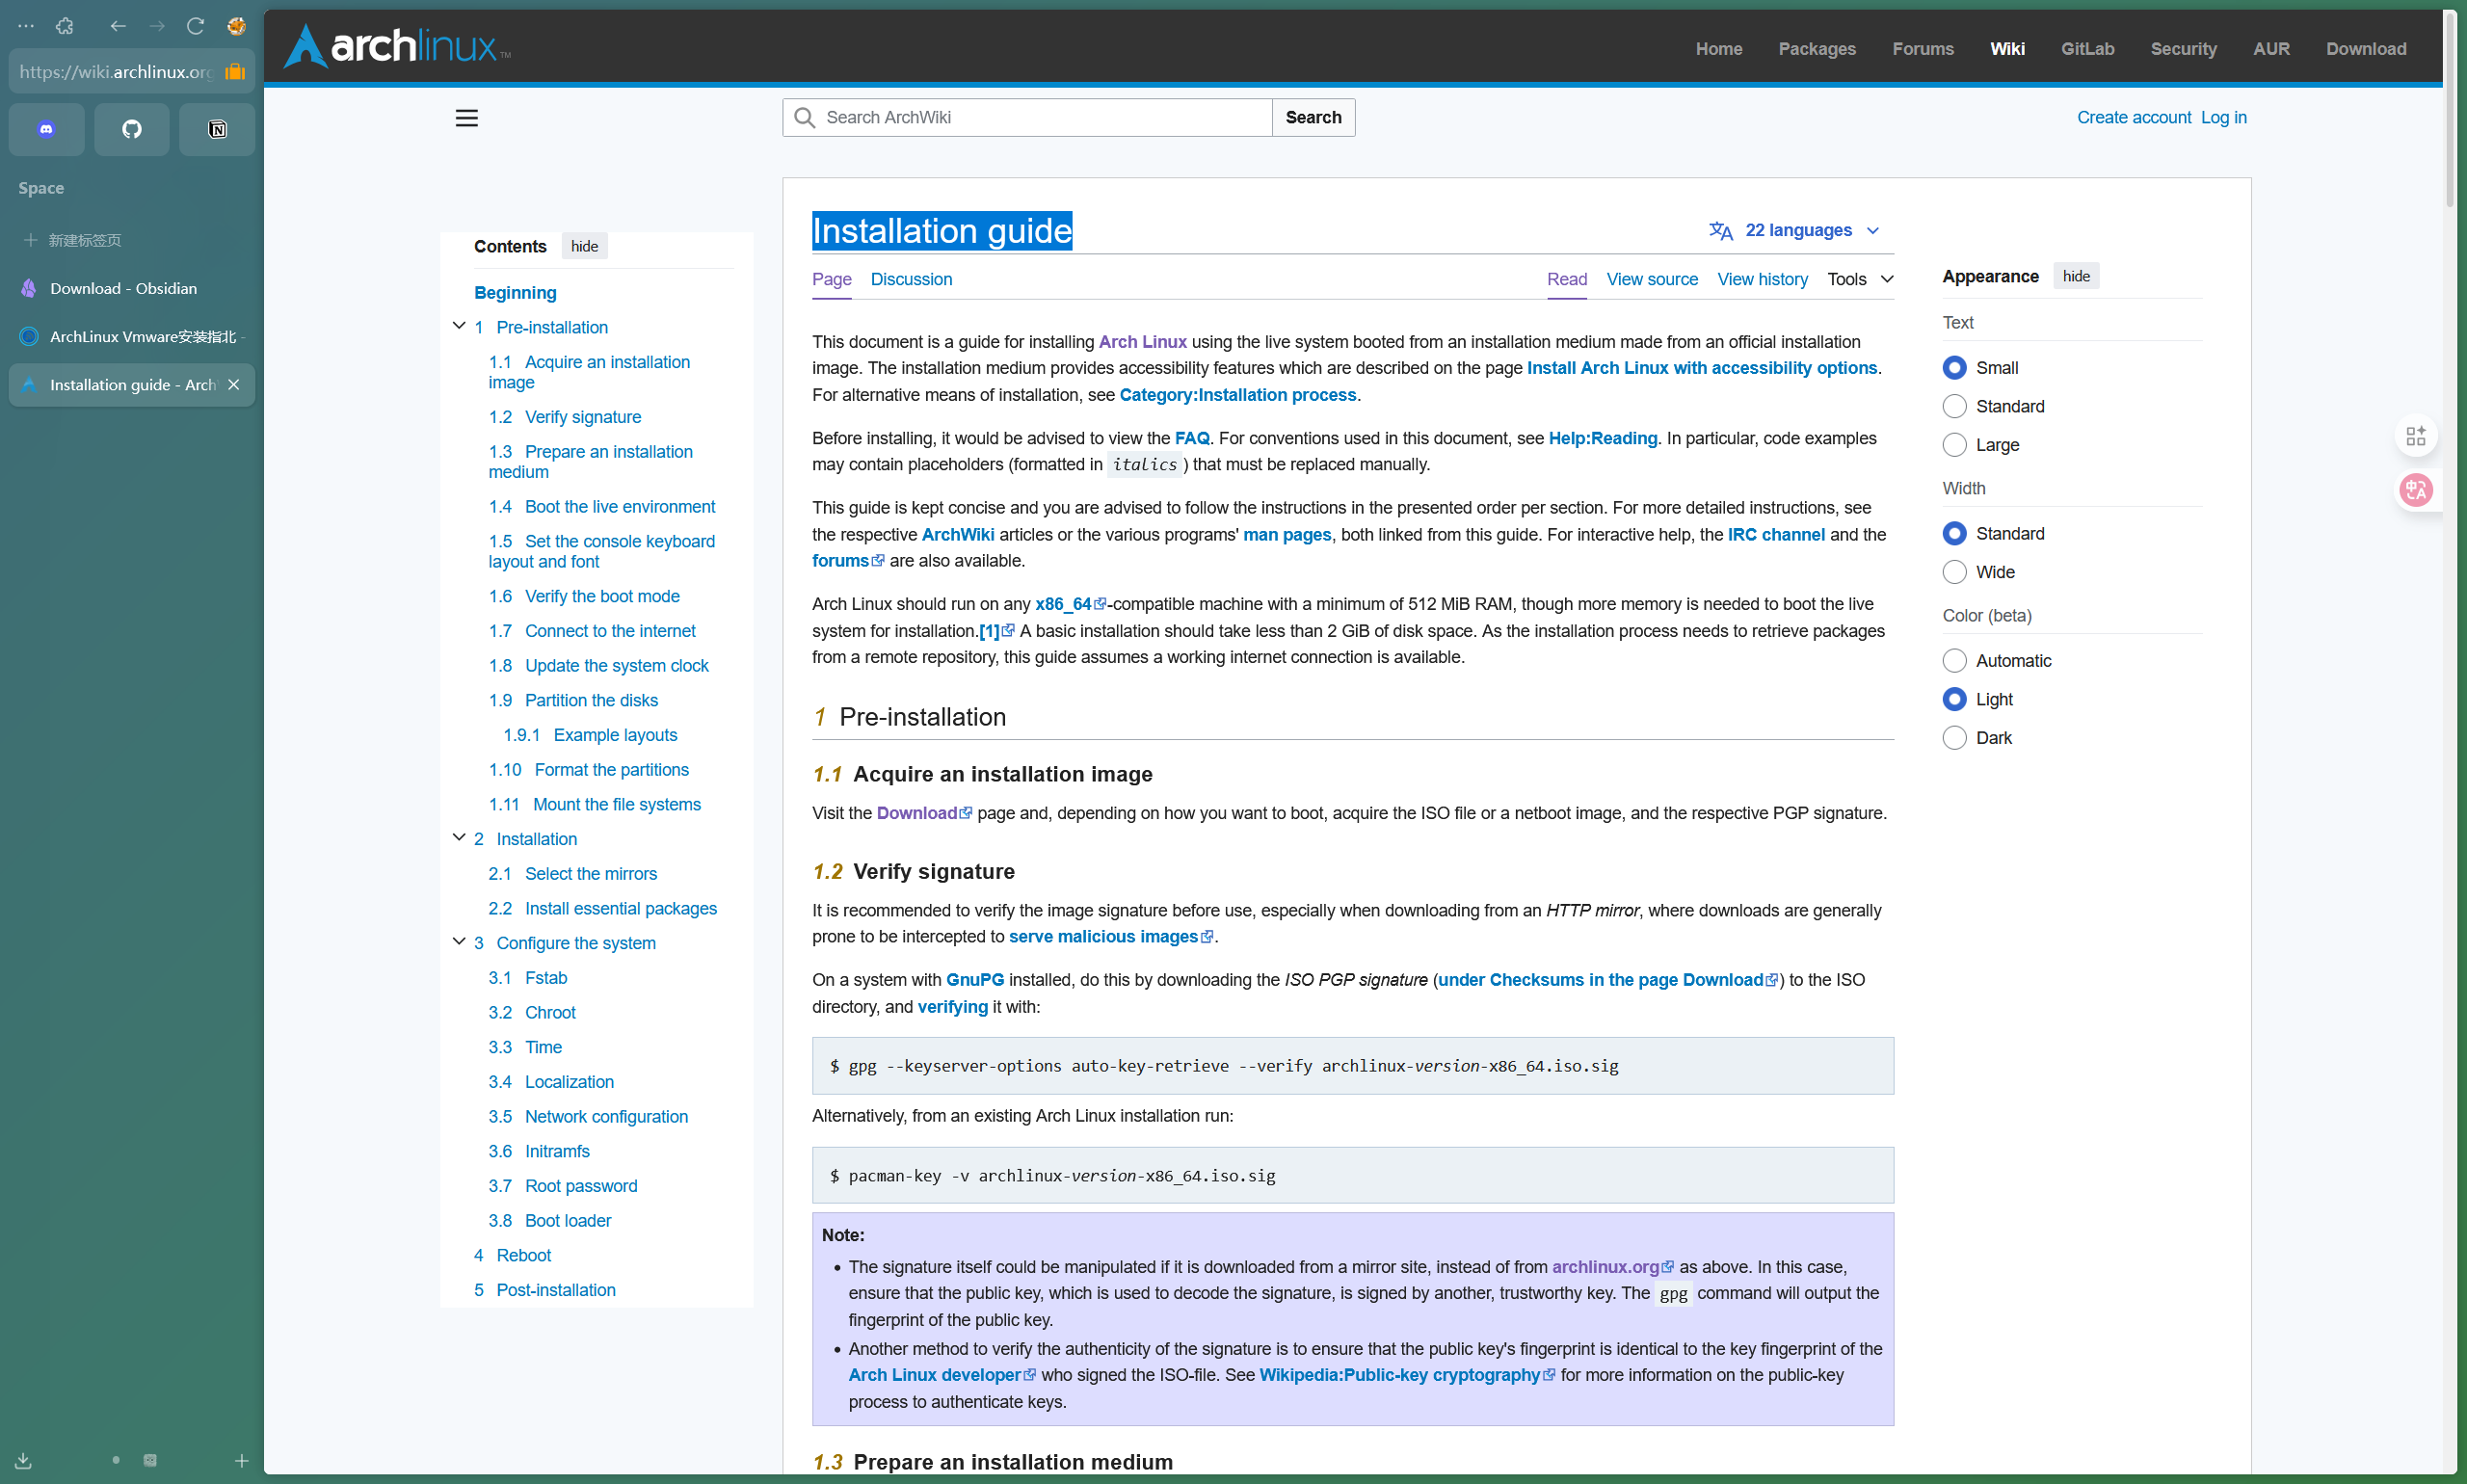 https://wiki.archlinux.org
Space
新建标签页
Download - Obsidian
ArchLinux Vmware安装指北 -
Installation guide - Arch
archlinux™
Home Packages Forums Wiki GitLab Security AUR Download
Search ArchWiki Search
Create account Log in
Contents hide
Beginning
1 Pre-installation
1.1 Acquire an installation
image
1.2 Verify signature
1.3 Prepare an installation
medium
1.4 Boot the live environment
1.5 Set the console keyboard
layout and font
1.6 Verify the boot mode
1.7 Connect to the internet
1.8 Update the system clock
1.9 Partition the disks
1.9.1 Example layouts
1.10 Format the partitions
1.11 Mount the file systems
2 Installation
2.1 Select the mirrors
2.2 Install essential packages
3 Configure the system
3.1 Fstab
3.2 Chroot
3.3 Time
3.4 Localization
3.5 Network configuration
3.6 Initramfs
3.7 Root password
3.8 Boot loader
4 Reboot
5 Post-installation
Installation guide
22 languages
Page Discussion Read View source View history Tools
This document is a guide for installing Arch Linux using the live system booted from an installation medium made from an official installation
image. The installation medium provides accessibility features which are described on the page Install Arch Linux with accessibility options.
For alternative means of installation, see Category:Installation process.
Before installing, it would be advised to view the FAQ. For conventions used in this document, see Help:Reading. In particular, code examples
may contain placeholders (formatted in italics) that must be replaced manually.
This guide is kept concise and you are advised to follow the instructions in the presented order per section. For more detailed instructions, see
the respective ArchWiki articles or the various programs' man pages, both linked from this guide. For interactive help, the IRC channel and the
forums are also available.
Arch Linux should run on any x86_64-compatible machine with a minimum of 512 MiB RAM, though more memory is needed to boot the live
system for installation.[1] A basic installation should take less than 2 GiB of disk space. As the installation process needs to retrieve packages
from a remote repository, this guide assumes a working internet connection is available.
1 Pre-installation
1.1 Acquire an installation image
Visit the Download page and, depending on how you want to boot, acquire the ISO file or a netboot image, and the respective PGP signature.
1.2 Verify signature
It is recommended to verify the image signature before use, especially when downloading from an HTTP mirror, where downloads are generally
prone to be intercepted to serve malicious images.
On a system with GnuPG installed, do this by downloading the ISO PGP signature (under Checksums in the page Download) to the ISO
directory, and verifying it with:
$ gpg --keyserver-options auto-key-retrieve --verify archlinux-version-x86_64.iso.sig
Alternatively, from an existing Arch Linux installation run:
$ pacman-key -v archlinux-version-x86_64.iso.sig
Note:
• The signature itself could be manipulated if it is downloaded from a mirror site, instead of from archlinux.org as above. In this case,
ensure that the public key, which is used to decode the signature, is signed by another, trustworthy key. The gpg command will output the
fingerprint of the public key.
• Another method to verify the authenticity of the signature is to ensure that the public key's fingerprint is identical to the key fingerprint of the
Arch Linux developer who signed the ISO-file. See Wikipedia:Public-key cryptography for more information on the public-key
process to authenticate keys.
1.3 Prepare an installation medium
Appearance hide
Text
Small
Standard
Large
Width
Standard
Wide
Color (beta)
Automatic
Light
Dark